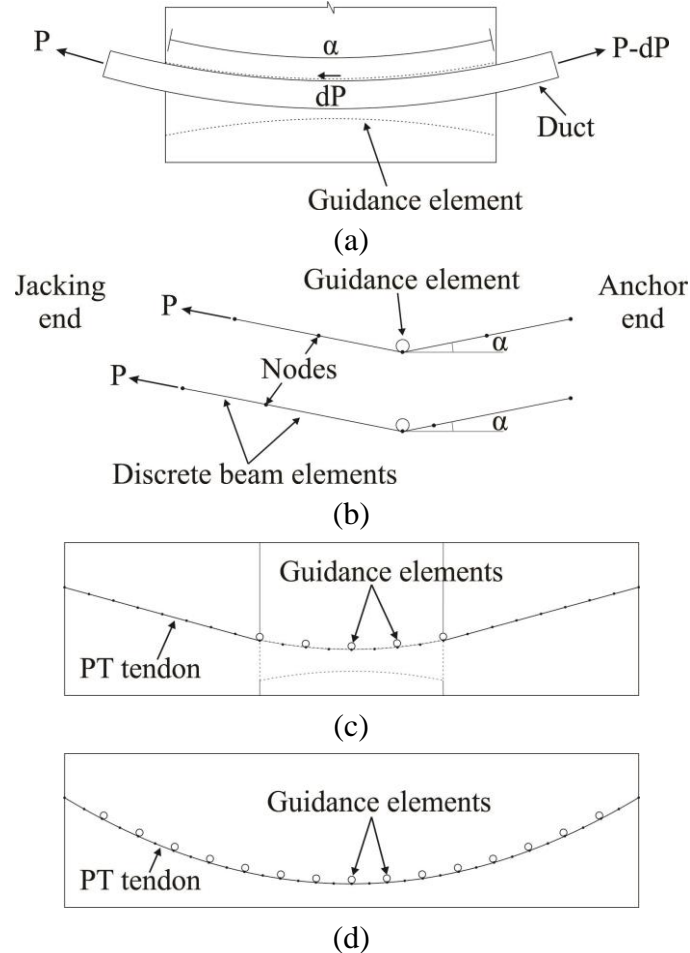 α
P
P-dP
dP
Duct
Guidance element
(a)
Jacking end
Guidance element
Anchor end
P
α
Nodes
P
α
Discrete beam elements
(b)
Guidance elements
PT tendon
(c)
Guidance elements
PT tendon
(d)